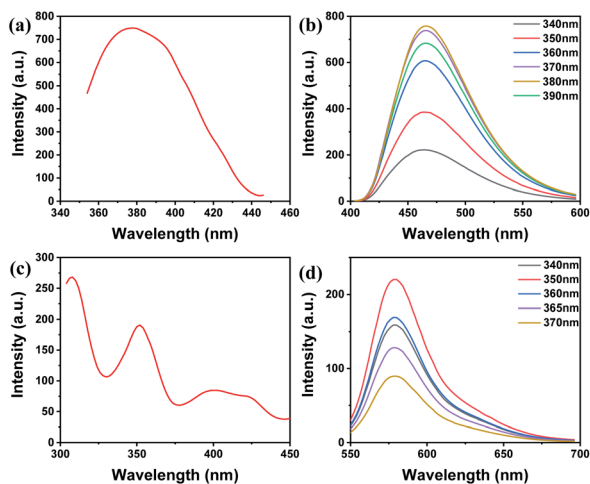 (a)
Intensity (a.u.)
800
700
600
500
400
300
200
100
0
340 360 380 400 420 440 460
Wavelength (nm)
(b)
Intensity (a.u.)
800
600
400
200
0
400 450 500 550 600
Wavelength (nm)
340nm
350nm
360nm
370nm
380nm
390nm
(c)
Intensity (a.u.)
300
250
200
150
100
50
0
300 350 400 450
Wavelength (nm)
(d)
Intensity (a.u.)
200
100
0
550 600 650 700
Wavelength (nm)
340nm
350nm
360nm
365nm
370nm